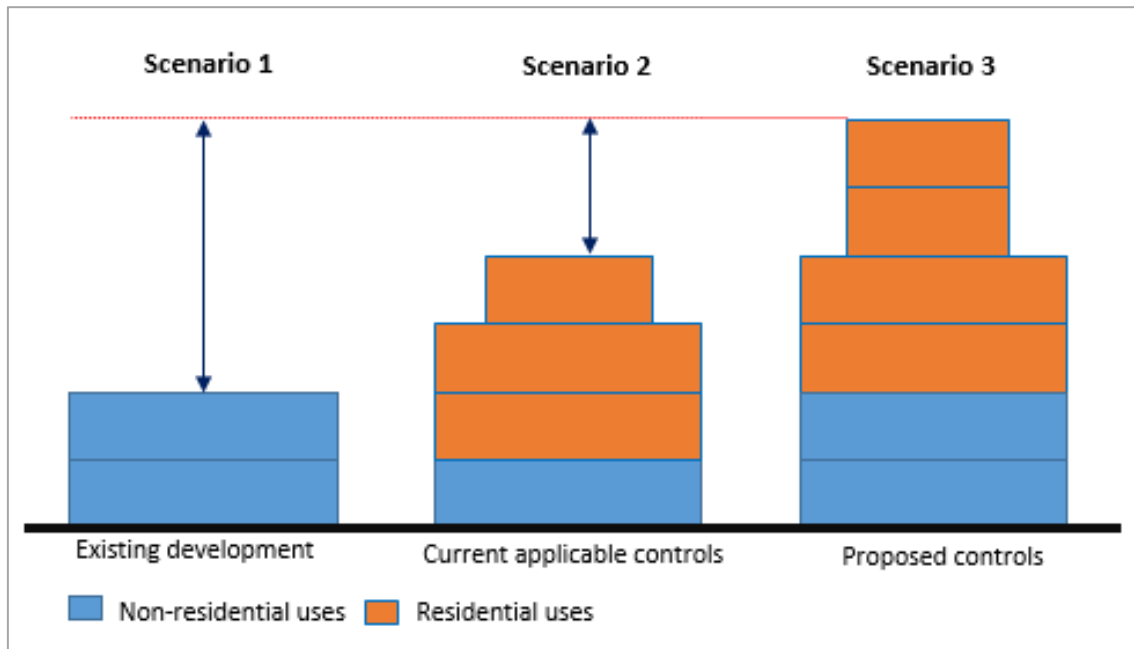 Scenario 1
Scenario 2
Scenario 3
Existing development
Current applicable controls
Proposed controls
Non-residential uses
Residential uses